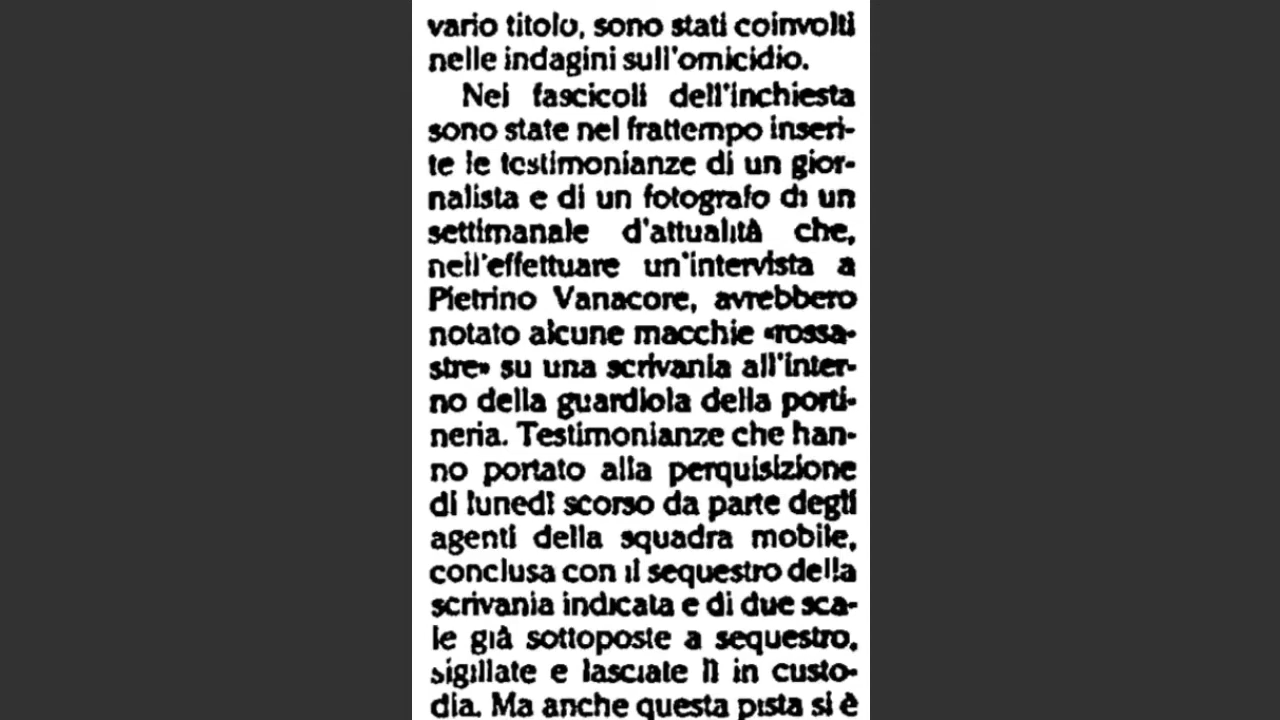 vario titolo, sono stati coinvolti
nelle indagini sull'omicidio.
Nei fascicoli dell'inchiesta
sono state nel frattempo inseri-
te le testimonianze di un gior-
nalista e di un fotografo di un
settimanale d'attualità che,
nell'effettuare un'intervista a
Pietrino Vanacore, avrebbero
notato alcune macchie «rossa-
stre» su una scrivania all'inter-
no della guardiola della porti-
neria. Testimonianze che han-
no portato alla perquisizione
di lunedì scorso da parte degli
agenti della squadra mobile,
conclusa con il sequestro della
scrivania indicata e di due sca-
le già sottoposte a sequestro,
sigillate e lasciate lì in custo-
dia. Ma anche questa pista si è